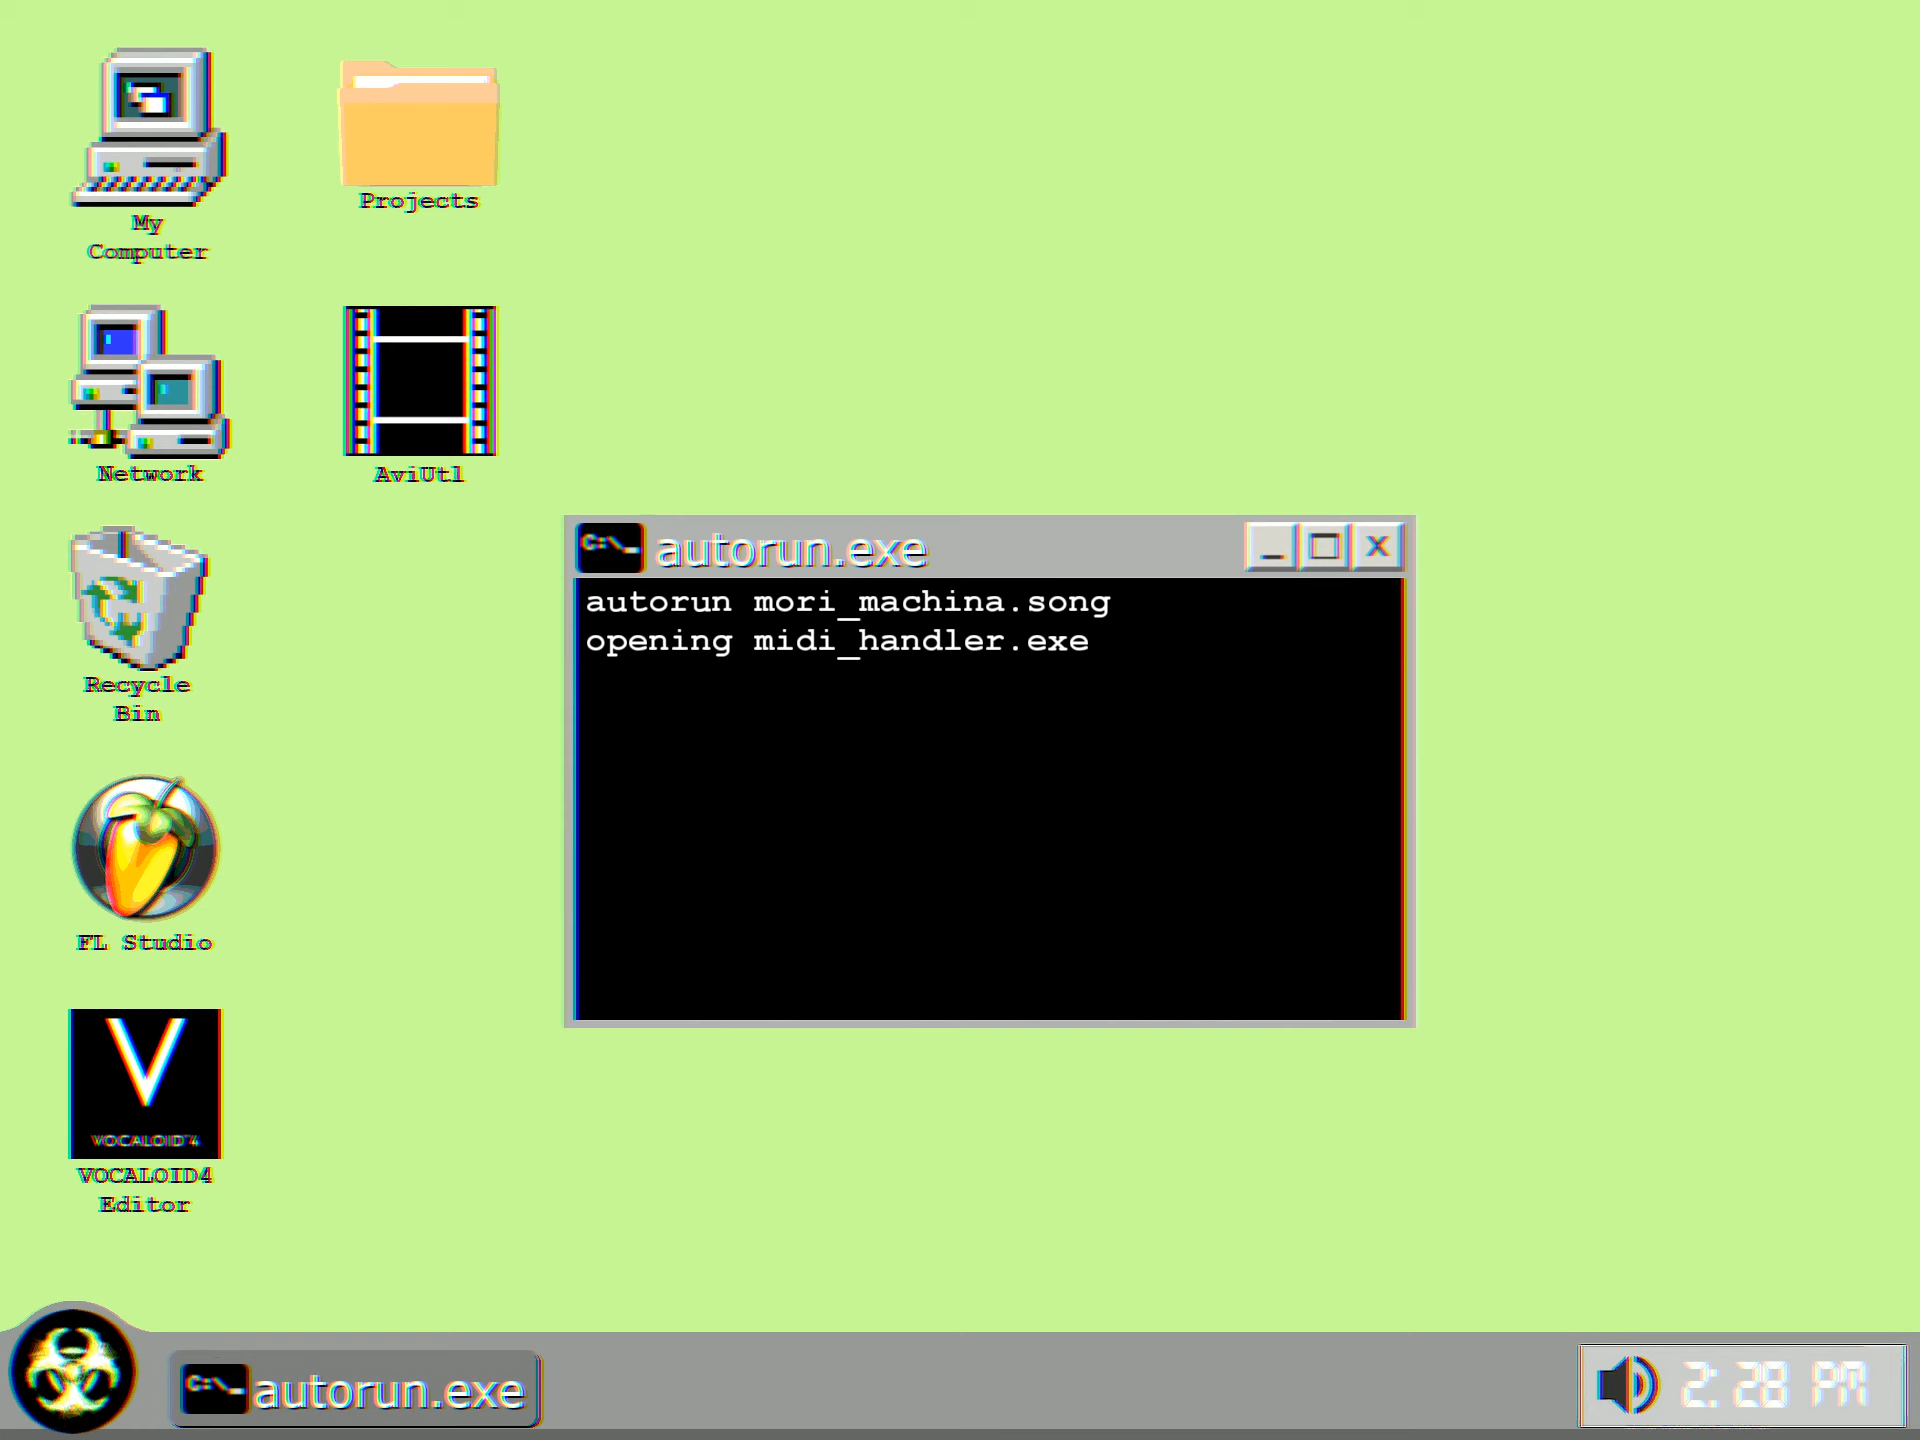 My
Computer
Projects
Network
AviUtl
Recycle
Bin
FL Studio
VOCALOID4
VOCALOID4
Editor
C:\_ autorun.exe
autorun mori_machina.song
opening midi_handler.exe
C:\_ autorun.exe
2:28 PM